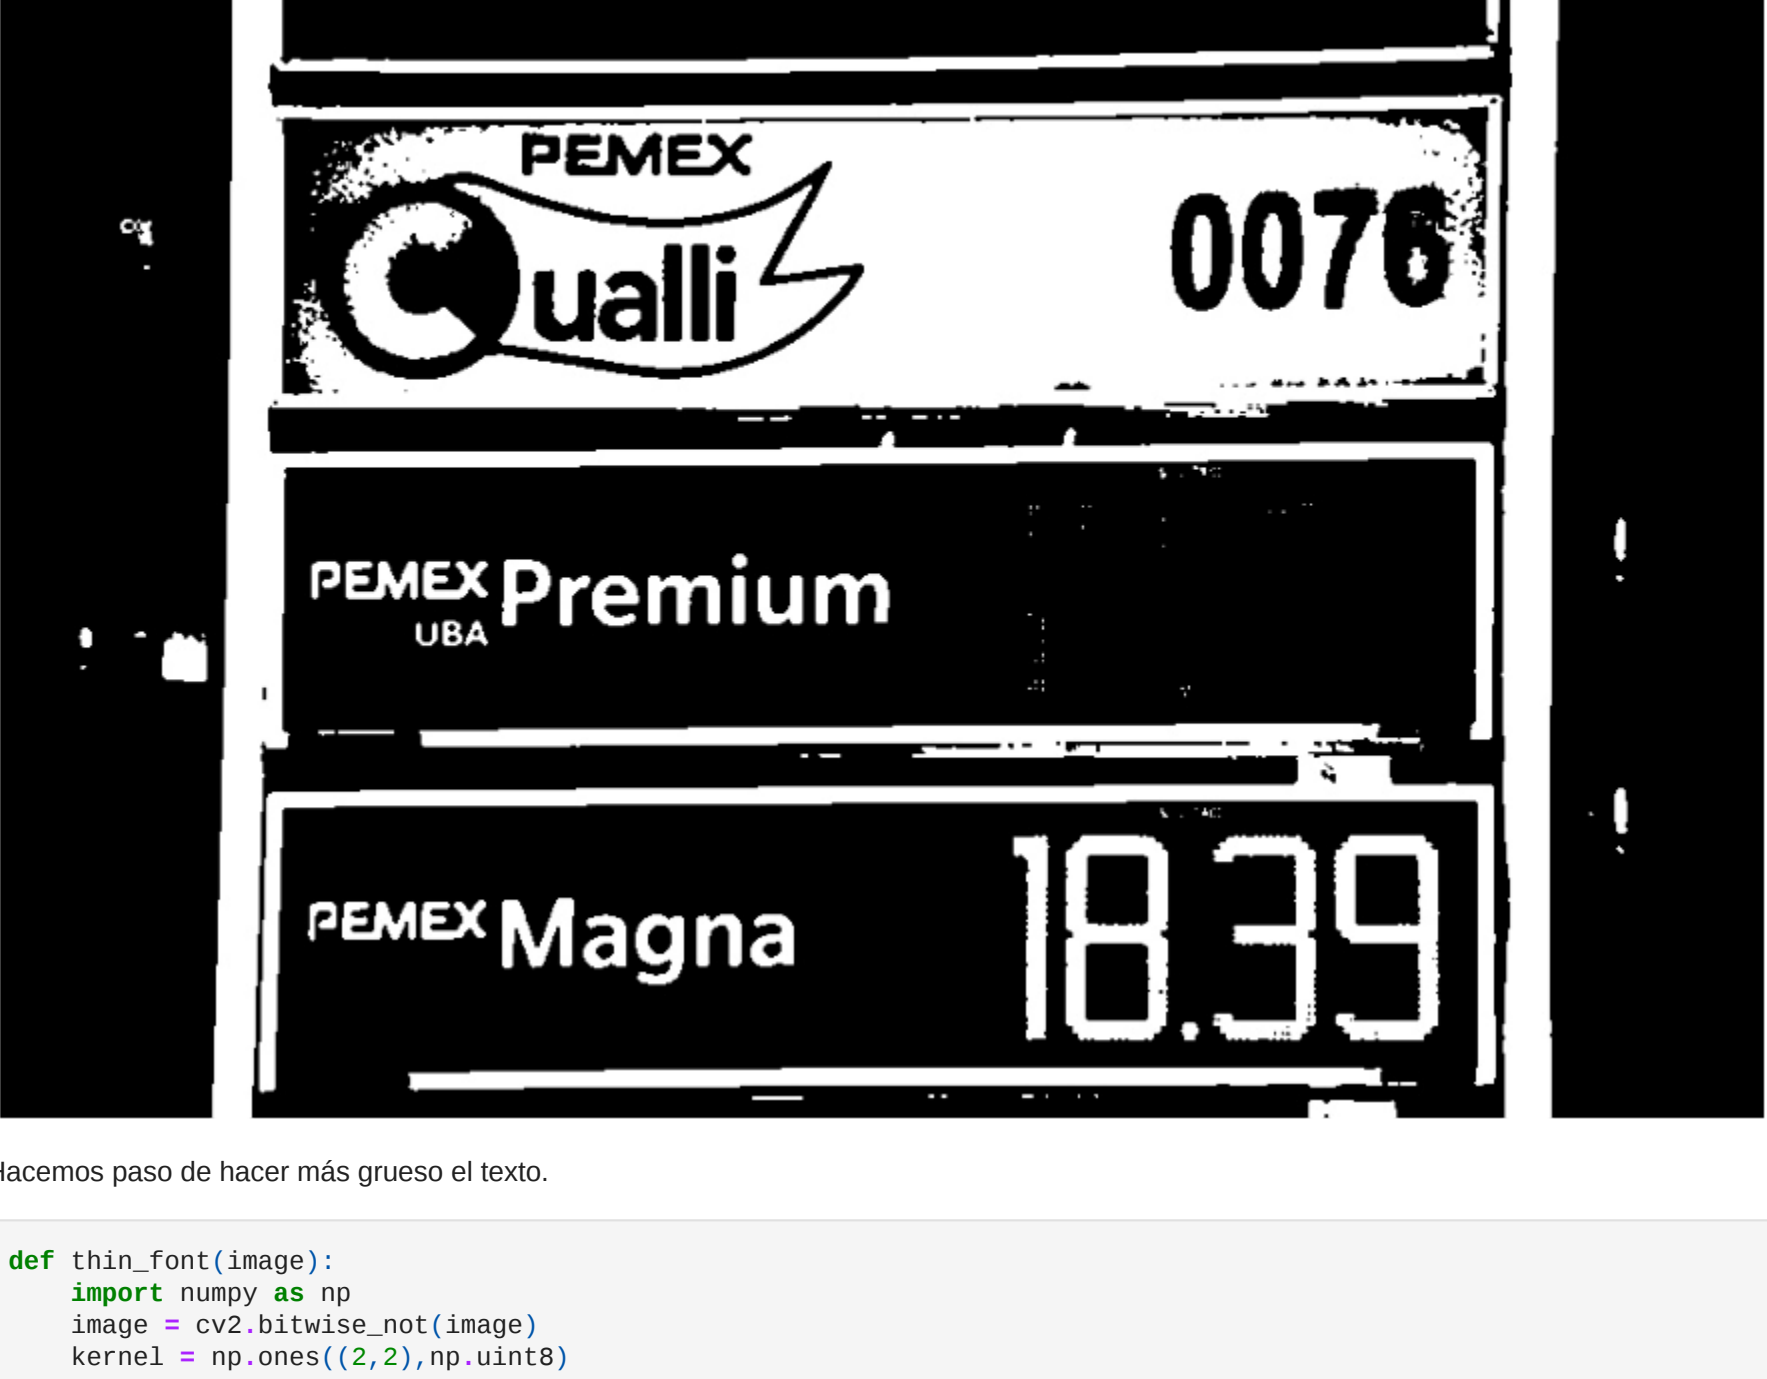 PEMEX
Cualli
0076
PEMEX Premium
UBA
PEMEX Magna
18.39
Hacemos paso de hacer más grueso el texto.
def thin_font(image):
    import numpy as np
    image = cv2.bitwise_not(image)
    kernel = np.ones((2,2),np.uint8)